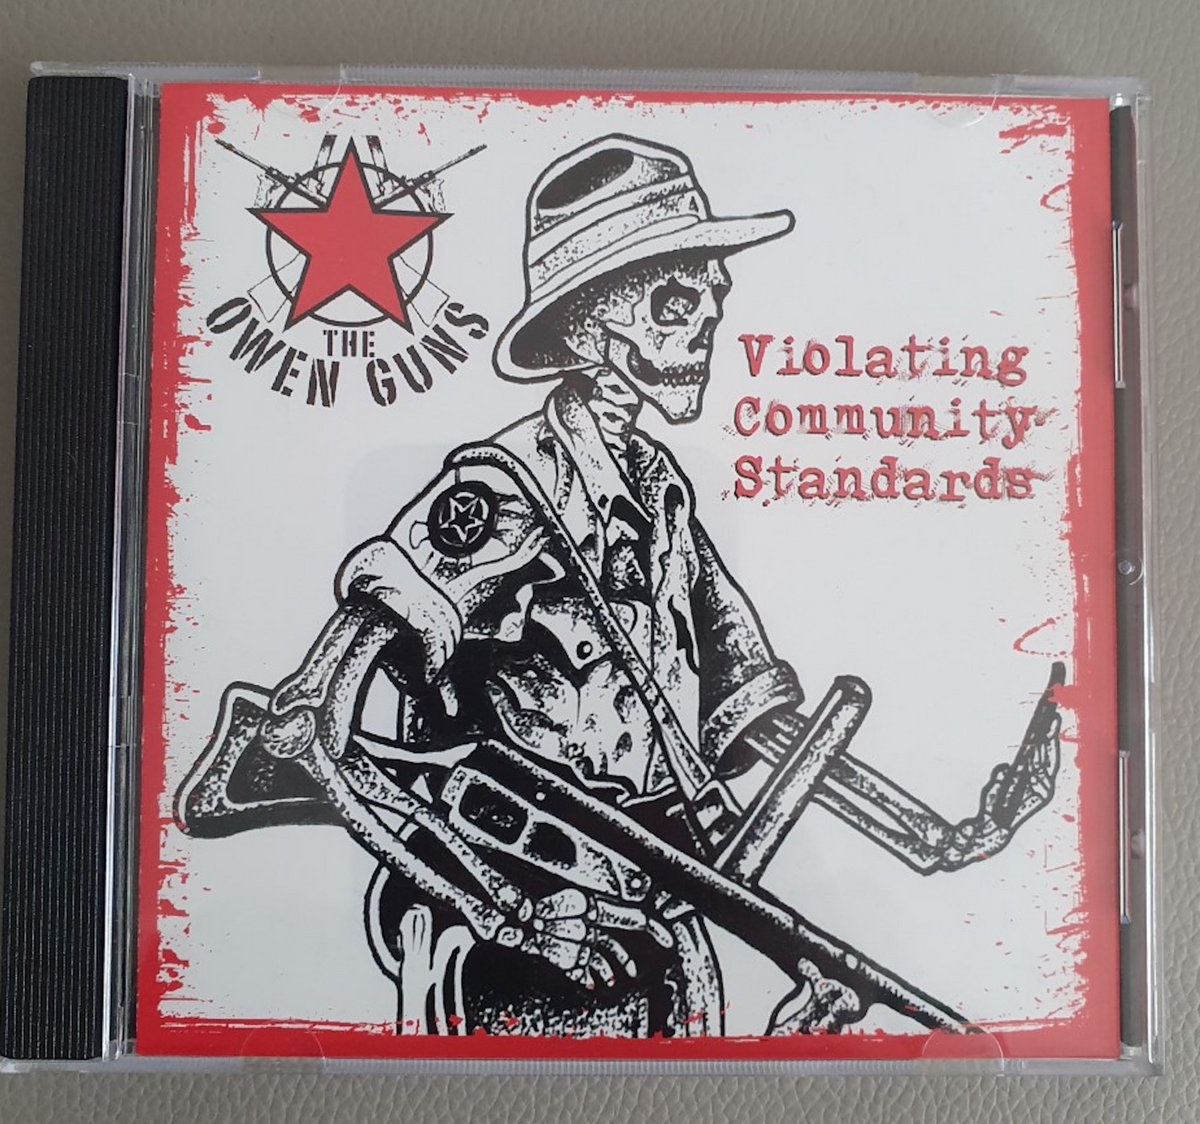 THE
OWEN GUNS
Violating
Community
Standards